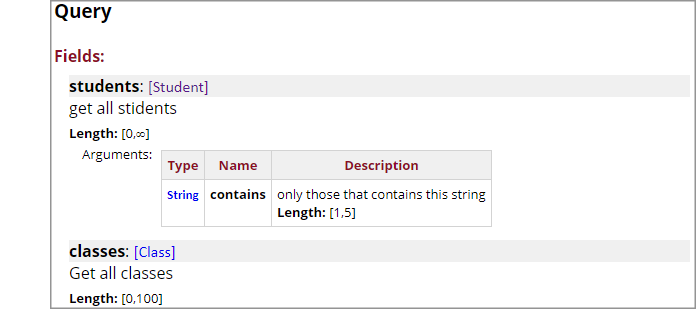 Query
Fields:
students: [Student]
get all stidents
Length: [0,∞]
Arguments:
Type Name Description
String contains only those that contains this string
Length: [1,5]
classes: [Class]
Get all classes
Length: [0,100]